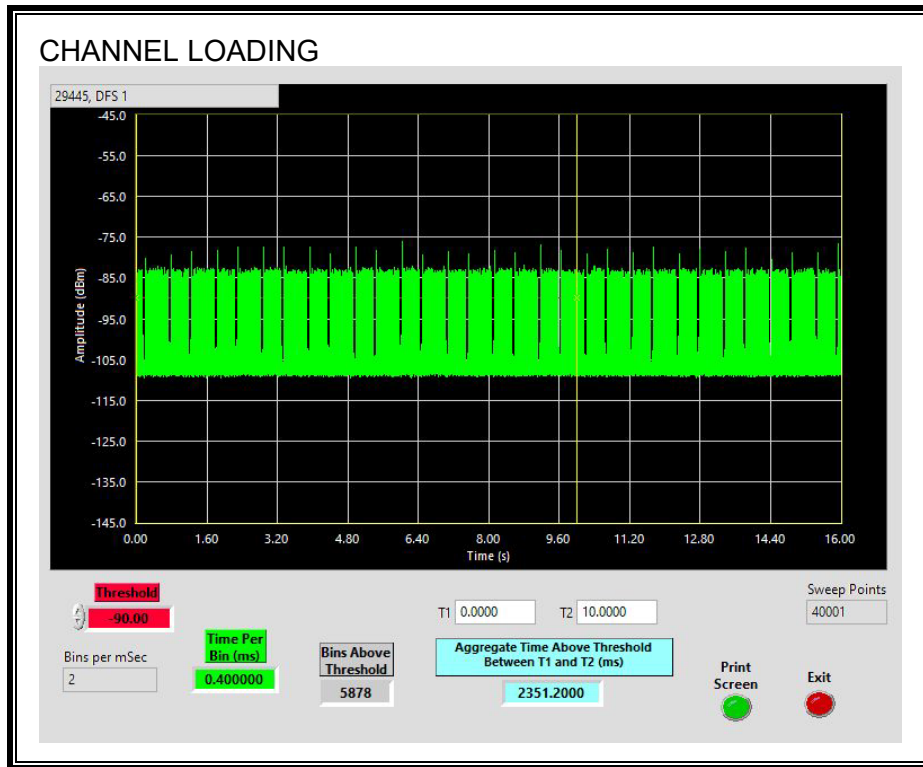 CHANNEL LOADING
29445, DFS 1
-45.0
-55.0
-65.0
-75.0
-85.0
-95.0
-105.0
-115.0
-125.0
-135.0
-145.0
Amplitude (dBm)
0.00 1.60 3.20 4.80 6.40 8.00 9.60 11.20 12.80 14.40 16.00
Time (s)
Threshold
-90.00
Bins per mSec
2
Time Per
Bin (ms)
0.400000
Bins Above
Threshold
5878
T1 0.0000 T2 10.0000
Aggregate Time Above Threshold
Between T1 and T2 (ms)
2351.2000
Sweep Points
40001
Print
Screen
Exit